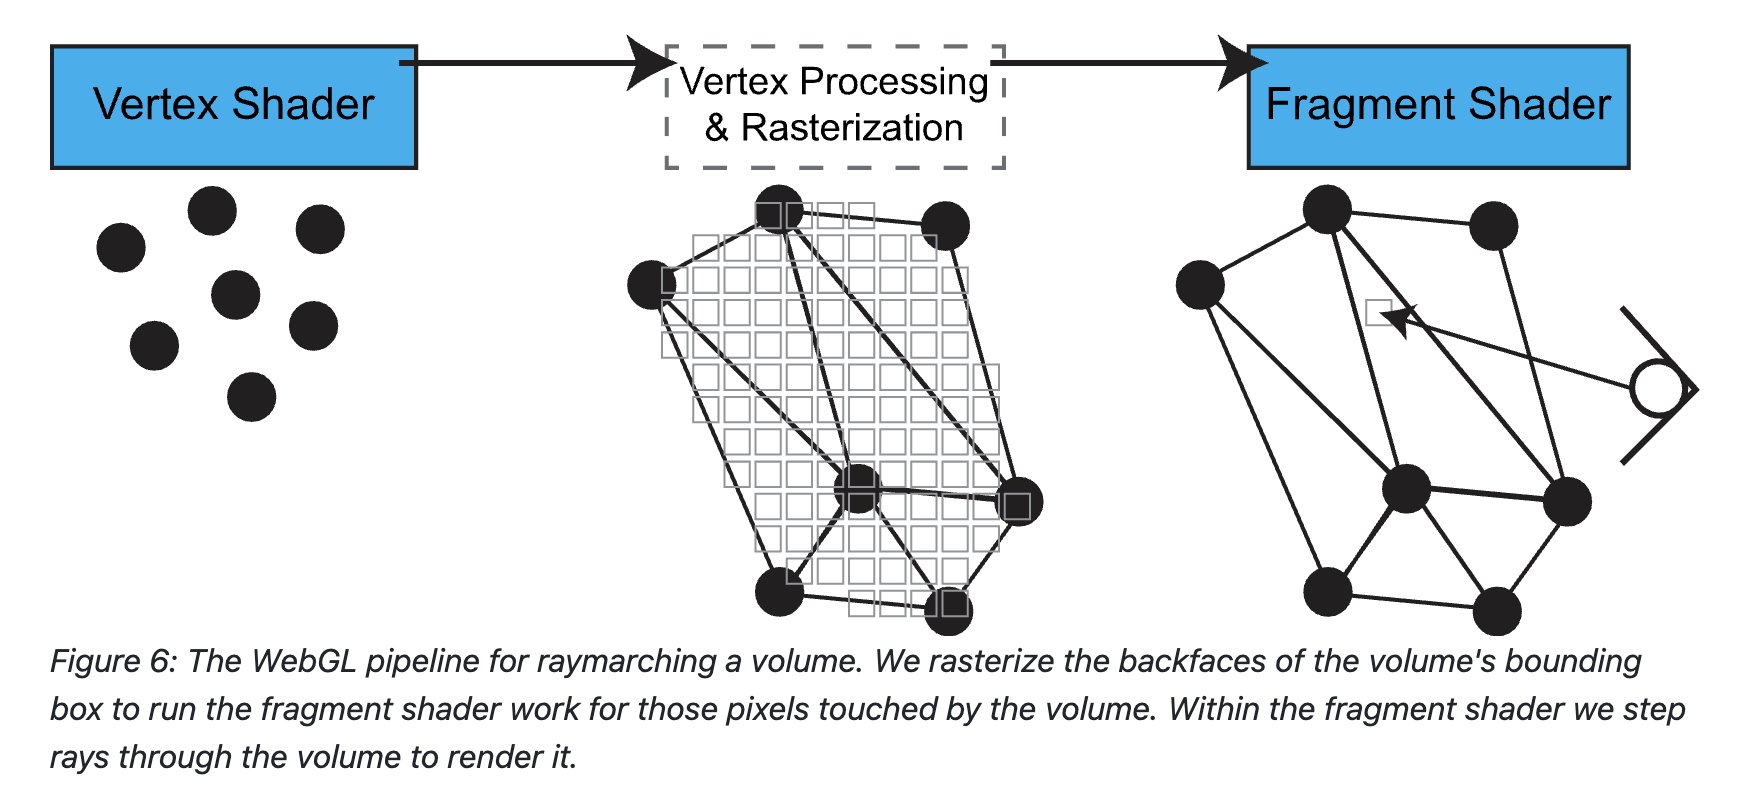 Vertex Shader
Vertex Processing
& Rasterization
Fragment Shader
Figure 6: The WebGL pipeline for raymarching a volume. We rasterize the backfaces of the volume's bounding
box to run the fragment shader work for those pixels touched by the volume. Within the fragment shader we step
rays through the volume to render it.